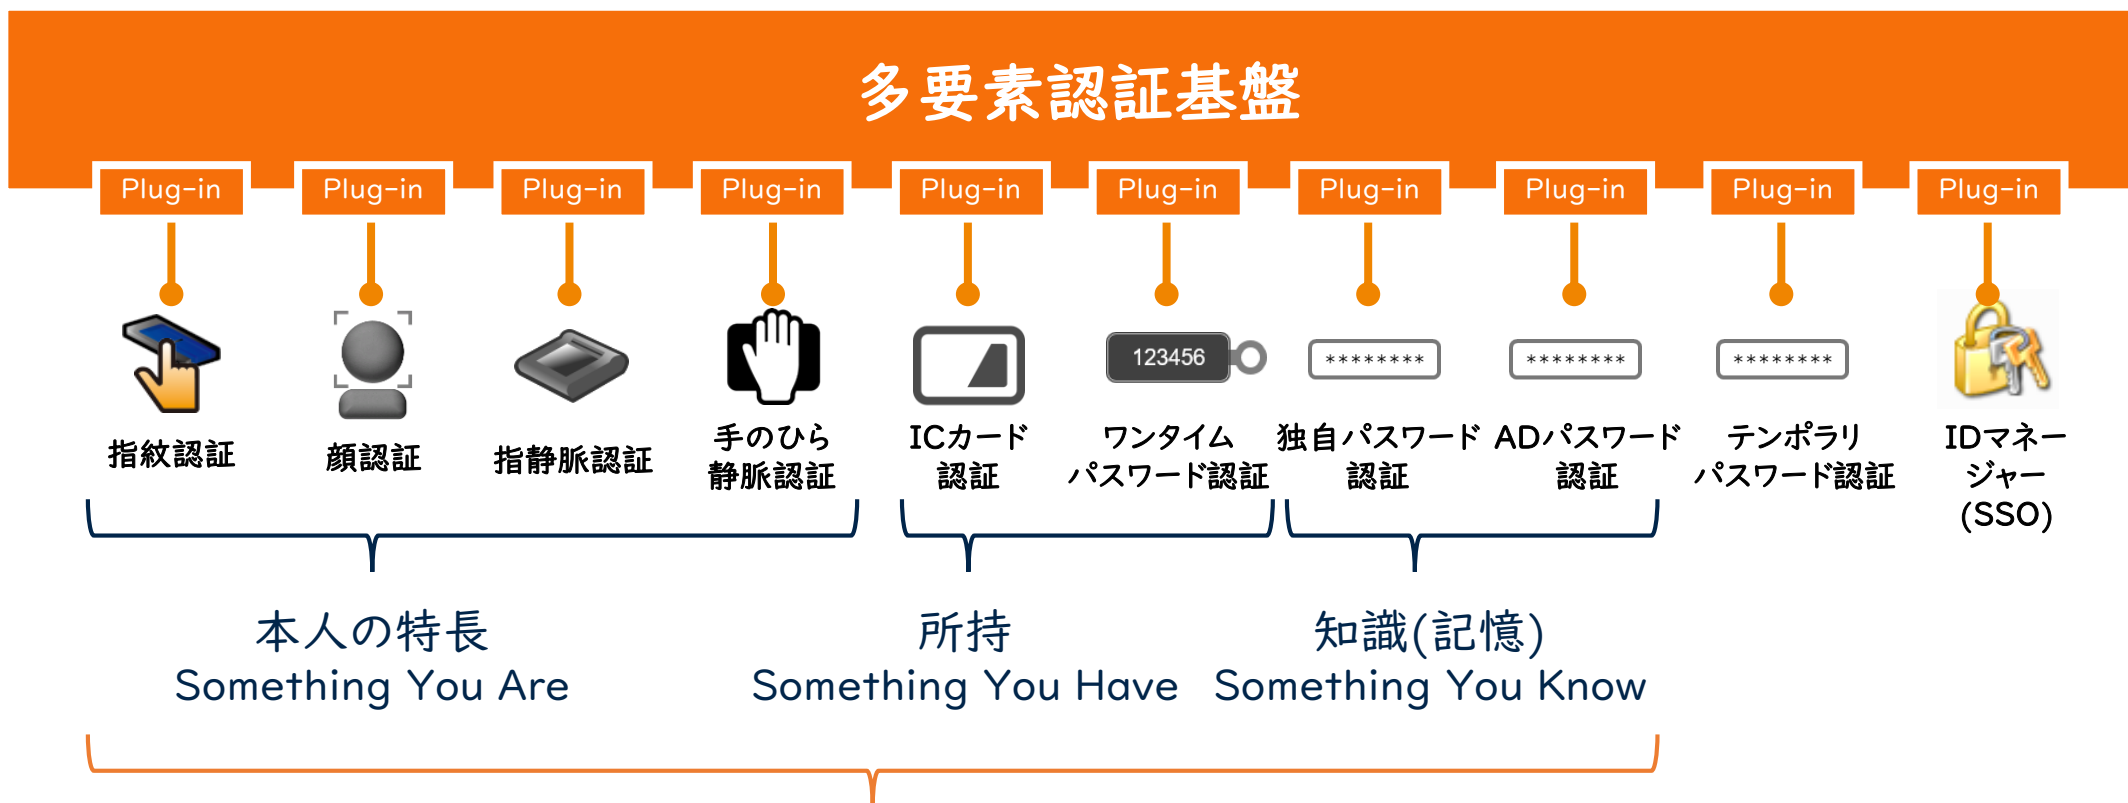 多要素認証基盤
Plug-in
Plug-in
Plug-in
Plug-in
Plug-in
Plug-in
Plug-in
Plug-in
Plug-in
Plug-in
123456
********
********
********
指紋認証
顔認証
指静脈認証
手のひら
静脈認証
ICカード
認証
ワンタイム
パスワード認証
独自パスワード
認証
ADパスワード
認証
テンポラリ
パスワード認証
IDマネー
ジャー
(SSO)
本人の特長
Something You Are
所持
Something You Have
知識(記憶)
Something You Know